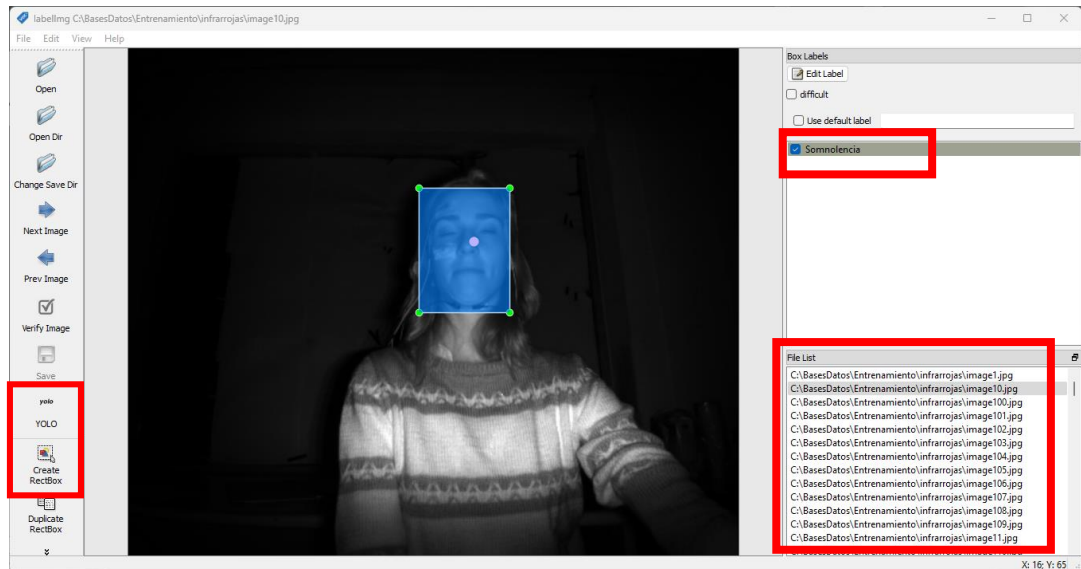 labelImg C:\BasesDatos\Entrenamiento\infrarrojas\image10.jpg
File Edit View Help
Open
Open Dir
Change Save Dir
Next Image
Prev Image
Verify Image
Save
yolo
YOLO
Create
RectBox
Duplicate
RectBox
Box Labels
Edit Label
difficult
Use default label
Somnolencia
File List
C:\BasesDatos\Entrenamiento\infrarrojas\image1.jpg
C:\BasesDatos\Entrenamiento\infrarrojas\image10.jpg
C:\BasesDatos\Entrenamiento\infrarrojas\image100.jpg
C:\BasesDatos\Entrenamiento\infrarrojas\image101.jpg
C:\BasesDatos\Entrenamiento\infrarrojas\image102.jpg
C:\BasesDatos\Entrenamiento\infrarrojas\image103.jpg
C:\BasesDatos\Entrenamiento\infrarrojas\image104.jpg
C:\BasesDatos\Entrenamiento\infrarrojas\image105.jpg
C:\BasesDatos\Entrenamiento\infrarrojas\image106.jpg
C:\BasesDatos\Entrenamiento\infrarrojas\image107.jpg
C:\BasesDatos\Entrenamiento\infrarrojas\image108.jpg
C:\BasesDatos\Entrenamiento\infrarrojas\image109.jpg
C:\BasesDatos\Entrenamiento\infrarrojas\image11.jpg
X: 16; Y: 65